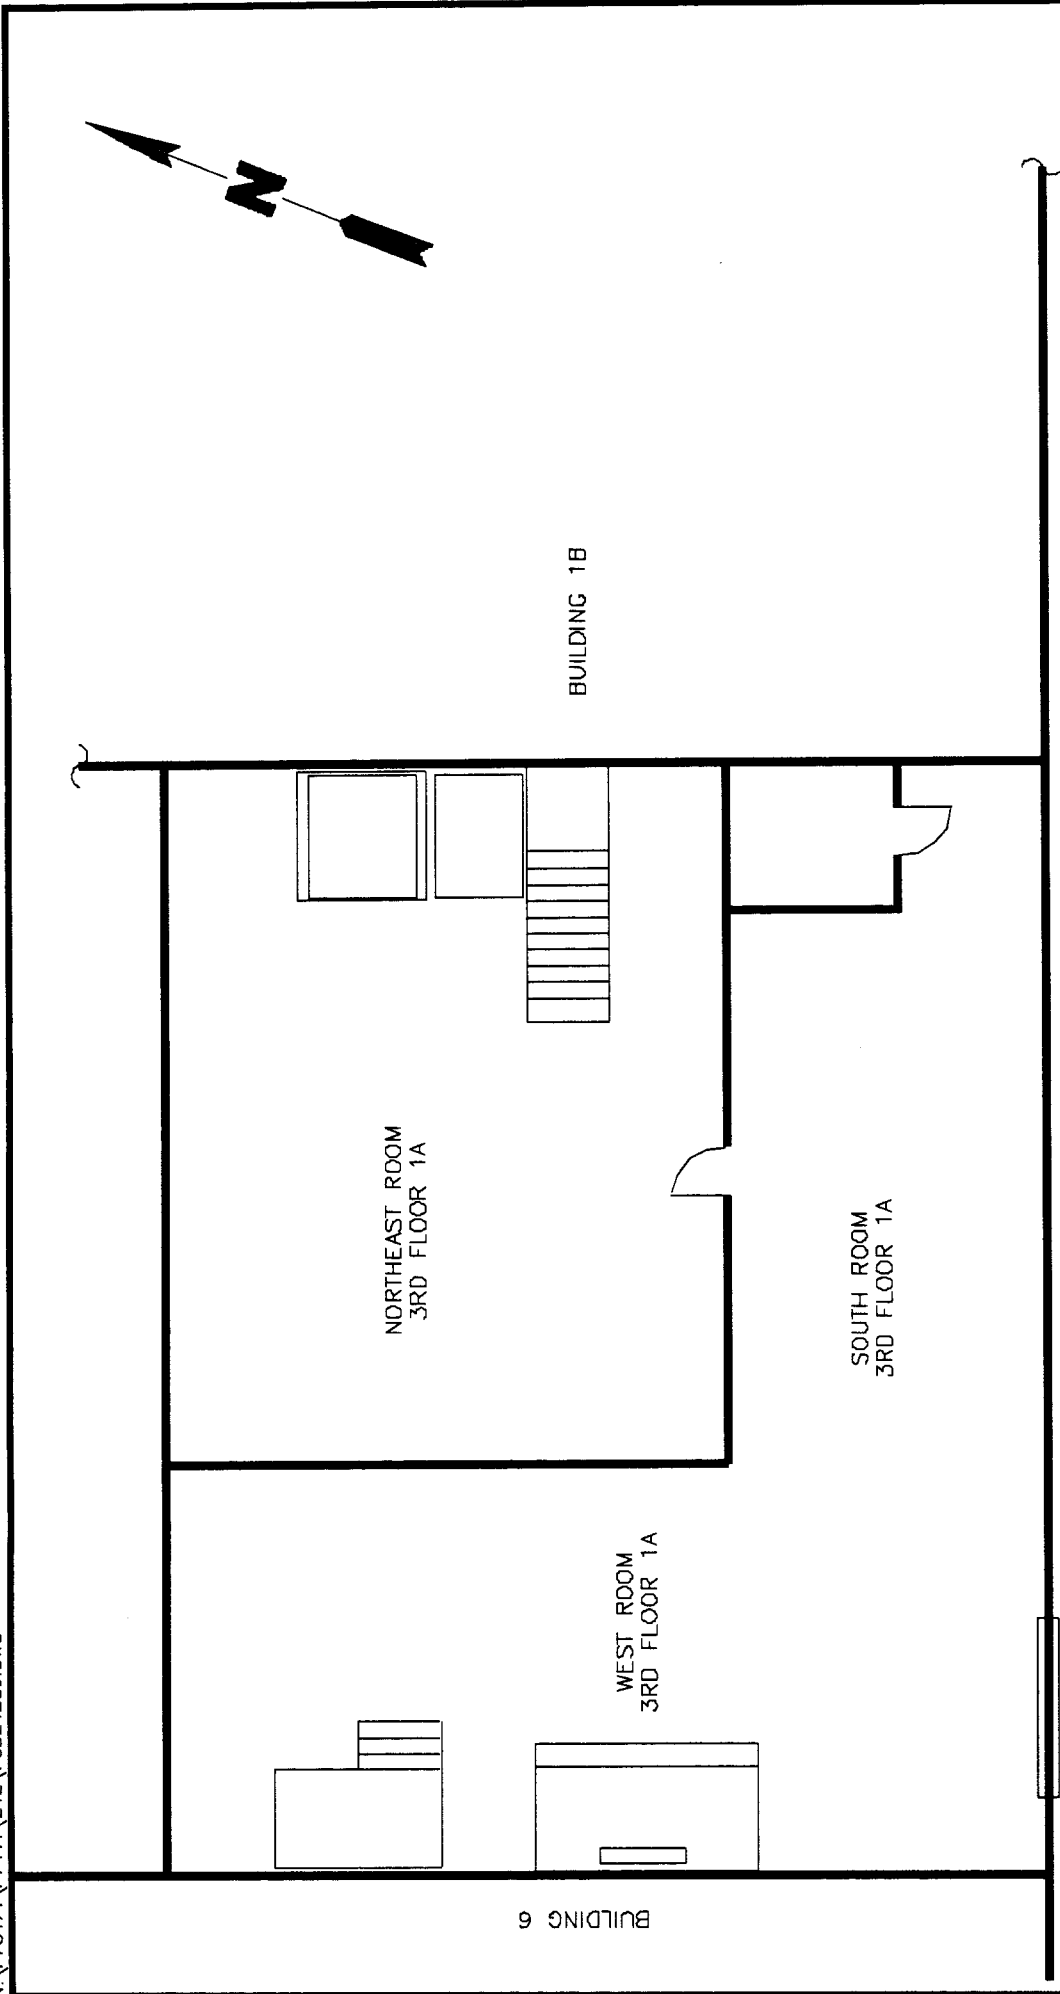 N
BUILDING 1B
NORTHEAST ROOM
3RD FLOOR 1A
SOUTH ROOM
3RD FLOOR 1A
WEST ROOM
3RD FLOOR 1A
BUILDING 6